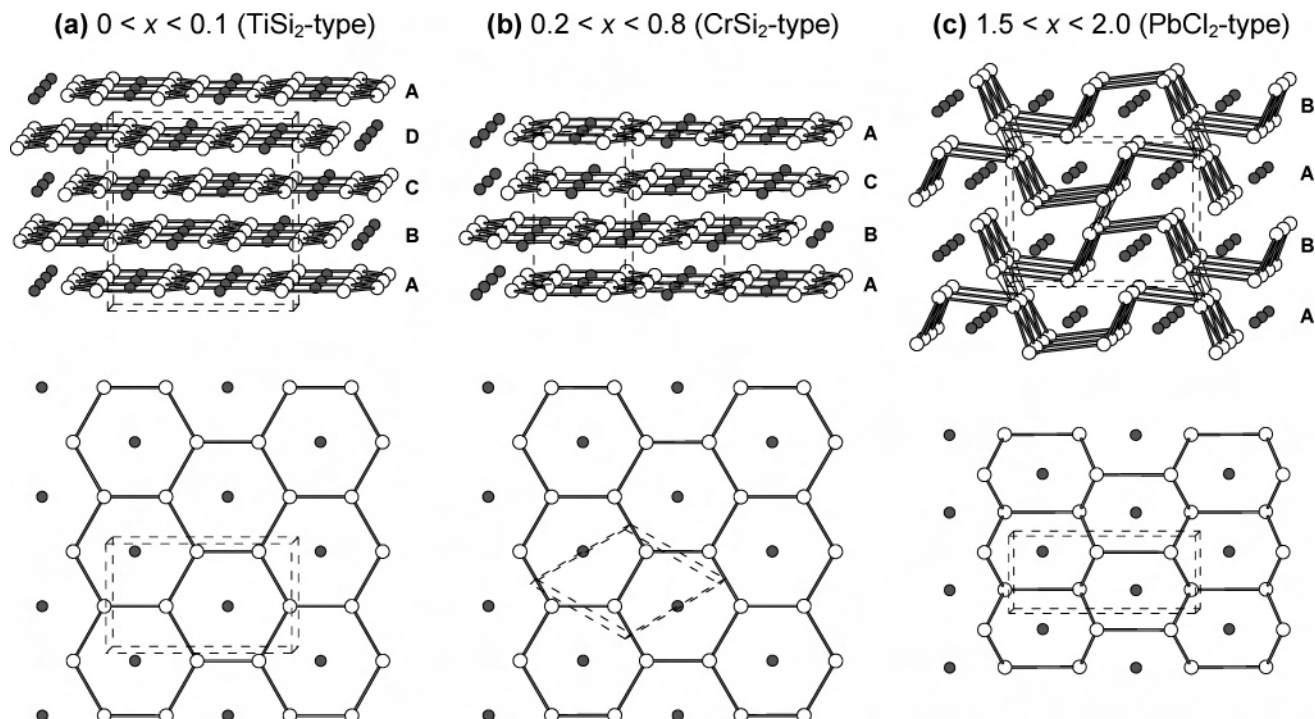 (a) 0 < x < 0.1 (TiSi₂-type)
(b) 0.2 < x < 0.8 (CrSi₂-type)
(c) 1.5 < x < 2.0 (PbCl₂-type)
A
D
C
B
A
A
C
B
A
B
A
B
A